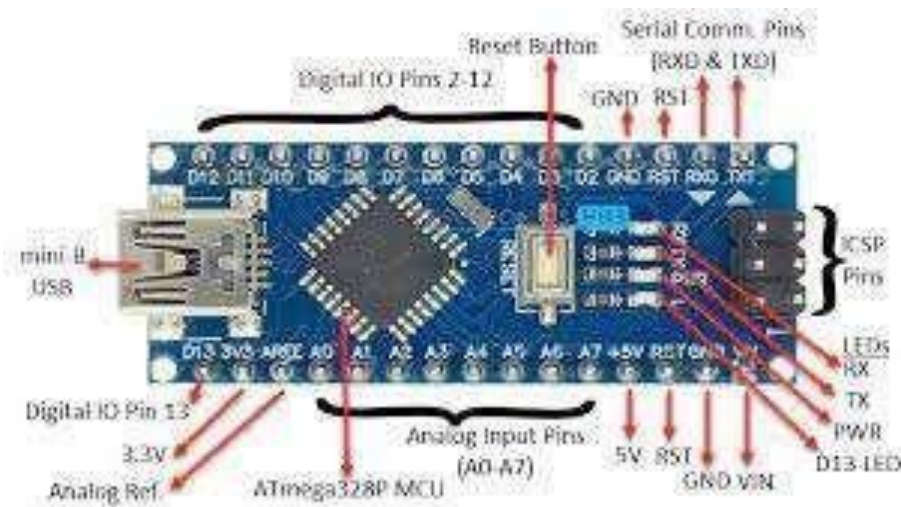 Reset Button
Serial Comm. Pins
(RXD & TXD)
Digital IO Pins 2-12
GND RST
D12 D11 D10 D9 D8 D7 D6 D5 D4 D3 D2 GND RST RXD TX1
mini-B
USB
ICSP
Pins
D13 3V3 AREF A0 A1 A2 A3 A4 A5 A6 A7 +5V RST GND VIN
LEDs
RX
TX
PWR
D13 LED
Digital IO Pin 13
3.3V
Analog Ref.
ATmega328P MCU
Analog Input Pins
(A0-A7)
5V RST
GND VIN